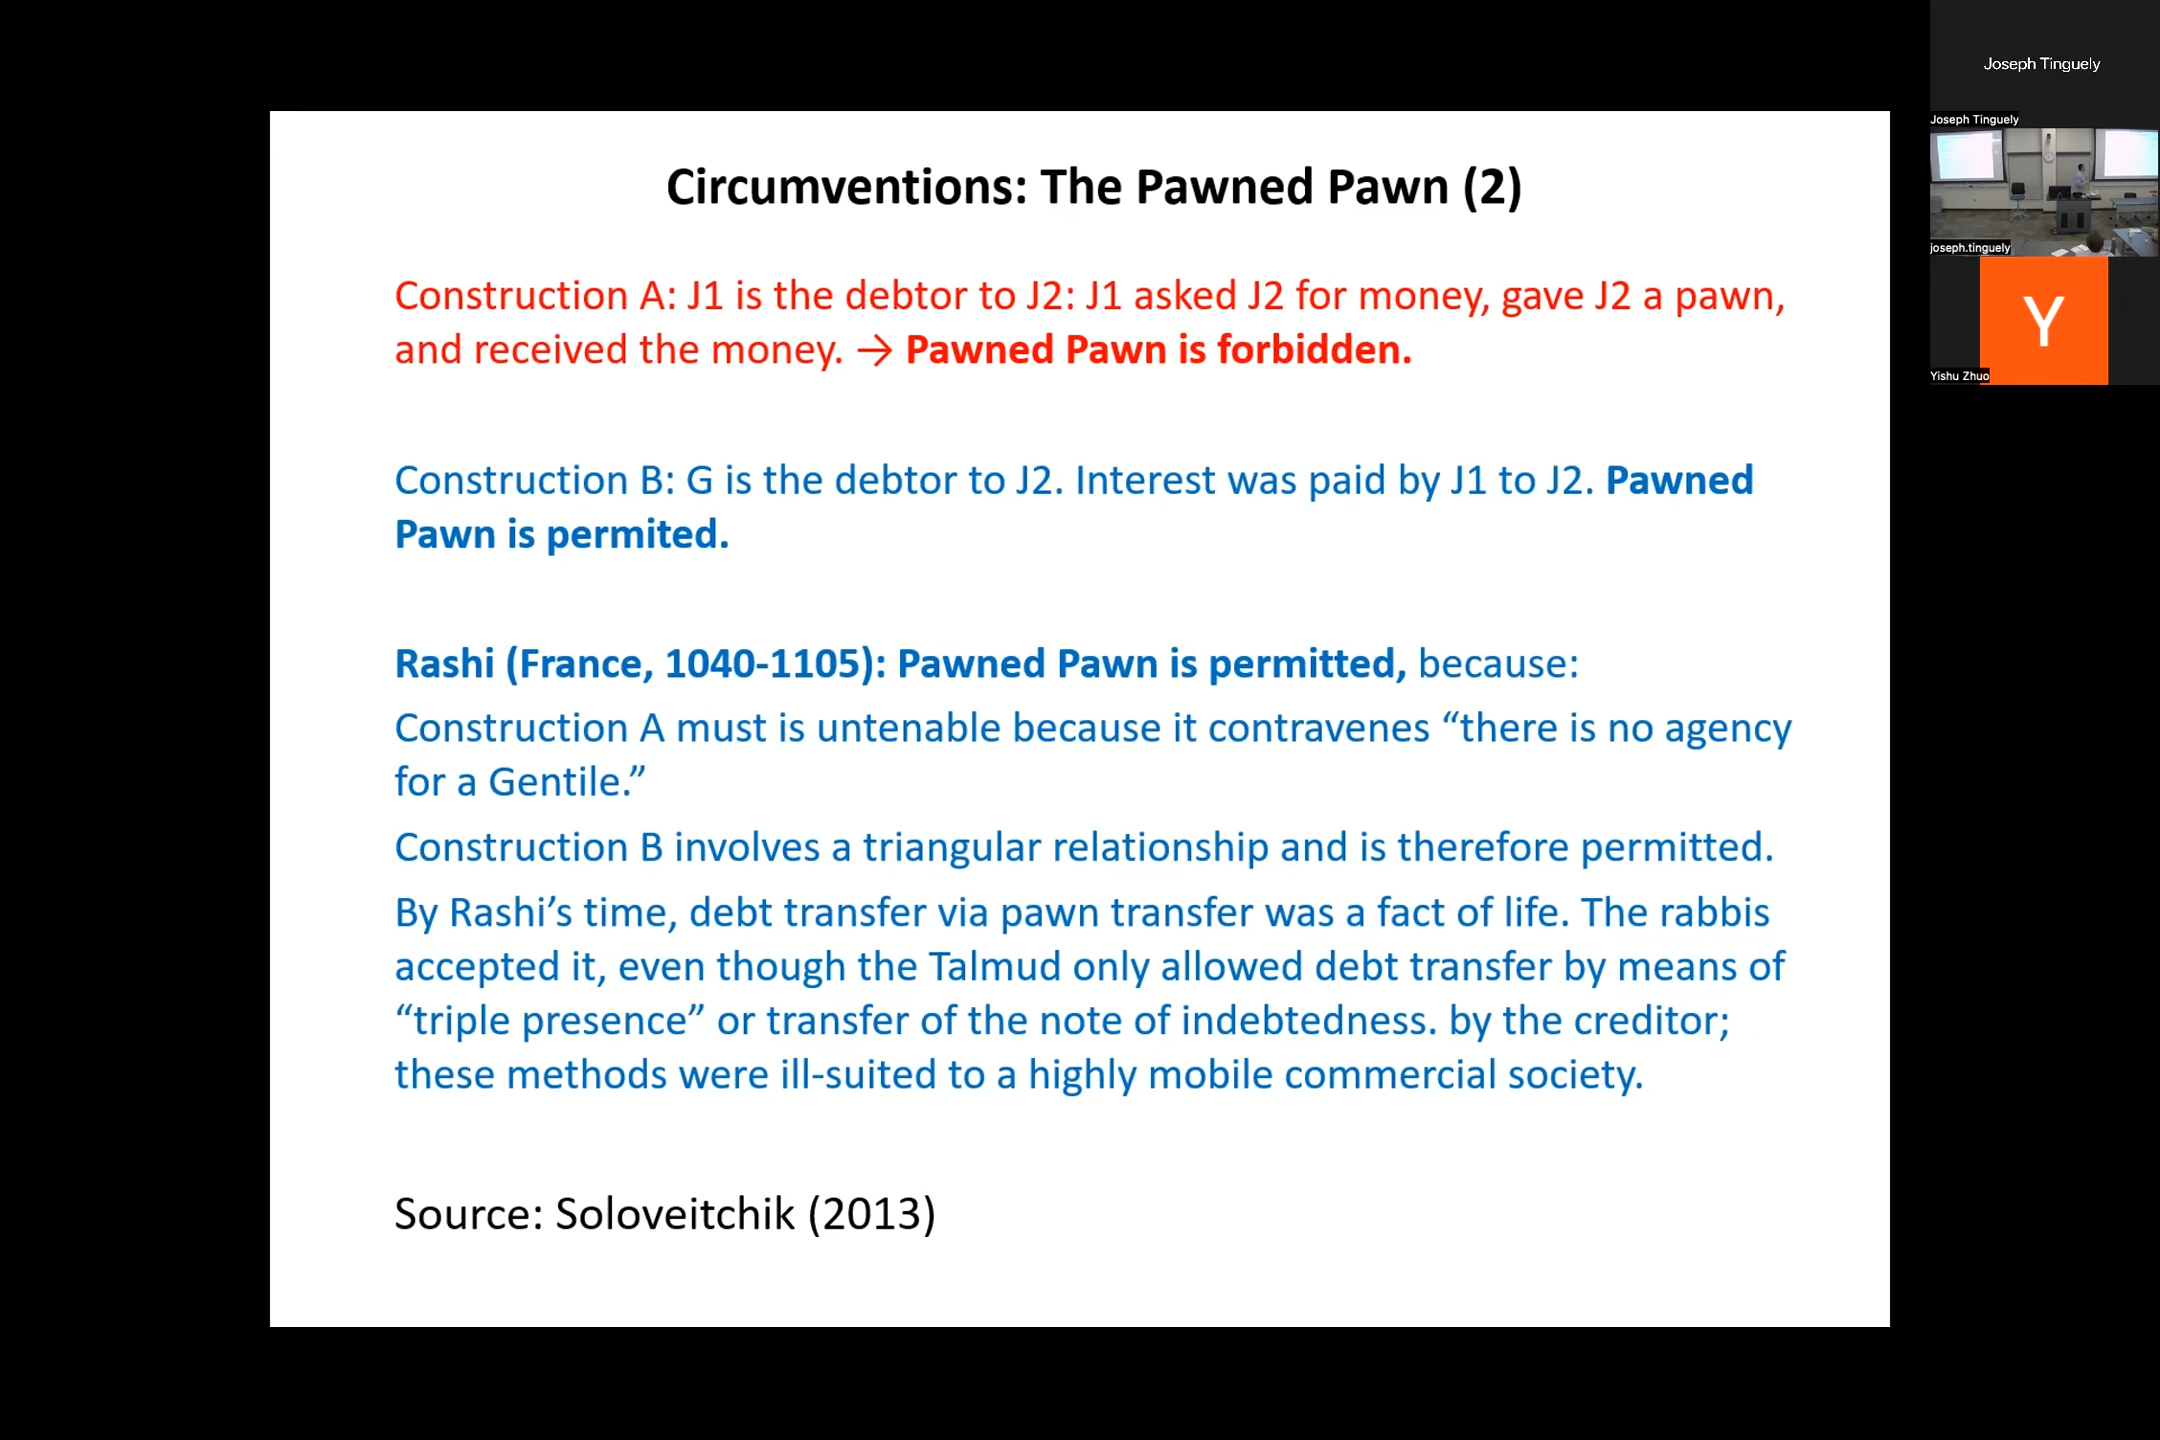 Circumventions: The Pawned Pawn (2)
Construction A: J1 is the debtor to J2: J1 asked J2 for money, gave J2 a pawn,
and received the money. → Pawned Pawn is forbidden.
Construction B: G is the debtor to J2. Interest was paid by J1 to J2. Pawned
Pawn is permited.
Rashi (France, 1040-1105): Pawned Pawn is permitted, because:
Construction A must is untenable because it contravenes “there is no agency
for a Gentile.”
Construction B involves a triangular relationship and is therefore permitted.
By Rashi’s time, debt transfer via pawn transfer was a fact of life. The rabbis
accepted it, even though the Talmud only allowed debt transfer by means of
“triple presence” or transfer of the note of indebtedness. by the creditor;
these methods were ill-suited to a highly mobile commercial society.
Source: Soloveitchik (2013)
Joseph Tinguely
Joseph Tinguely
joseph.tinguely
Y
Yishu Zhuo